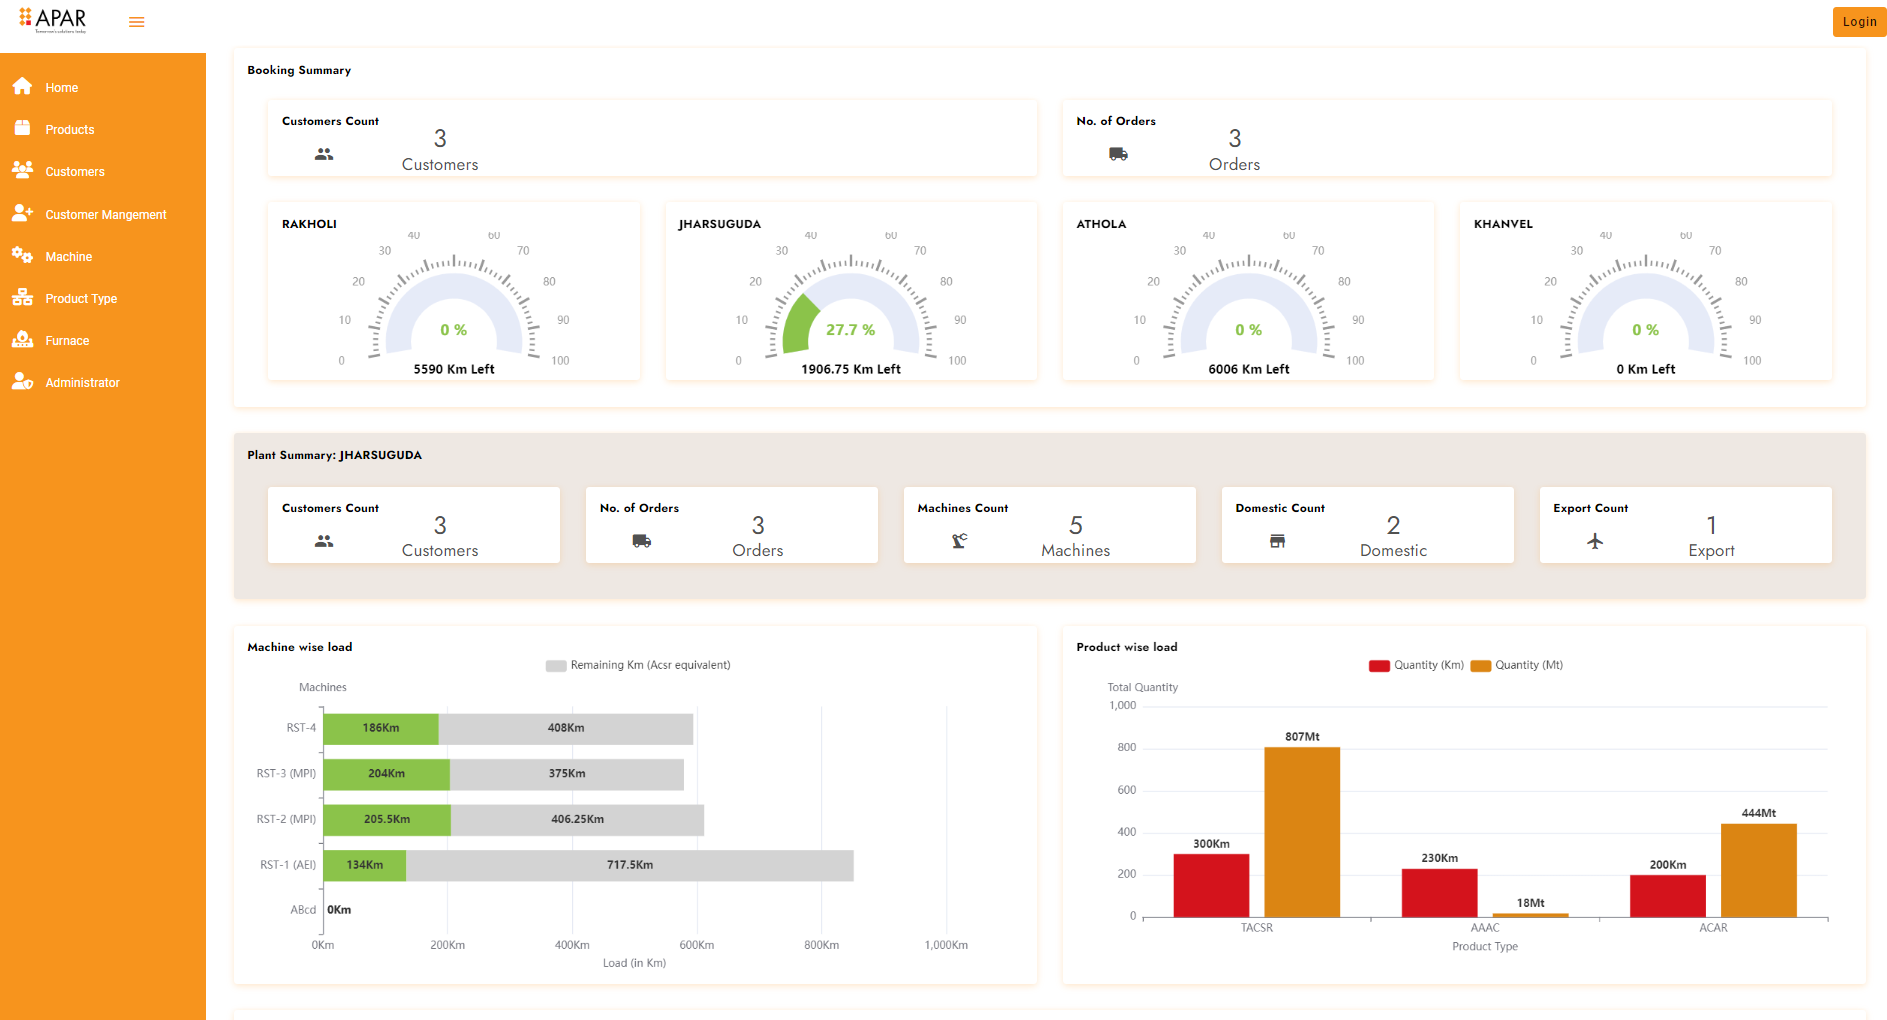 APAR
Tomorrow's solutions today
Login
Home
Products
Customers
Customer Mangement
Machine
Product Type
Furnace
Administrator
Booking Summary
Customers Count
3
Customers
No. of Orders
3
Orders
RAKHOLI
0 10 20 30 40 60 70 80 90 100
0 %
5590 Km Left
JHARSUGUDA
0 10 20 30 40 60 70 80 90 100
27.7 %
1906.75 Km Left
ATHOLA
0 10 20 30 40 60 70 80 90 100
0 %
6006 Km Left
KHANVEL
0 10 20 30 40 60 70 80 90 100
0 %
0 Km Left
Plant Summary: JHARSUGUDA
Customers Count
3
Customers
No. of Orders
3
Orders
Machines Count
5
Machines
Domestic Count
2
Domestic
Export Count
1
Export
Machine wise load
Remaining Km (Acsr equivalent)
Machines
RST-4 186Km 408Km
RST-3 (MPI) 204Km 375Km
RST-2 (MPI) 205.5Km 406.25Km
RST-1 (AEI) 134Km 717.5Km
ABcd 0Km
0Km 200Km 400Km 600Km 800Km 1,000Km
Load (in Km)
Product wise load
Quantity (Km) Quantity (Mt)
Total Quantity
1,000
800
600
400
200
0
300Km 807Mt
230Km 18Mt
200Km 444Mt
TACSR AAAC ACAR
Product Type